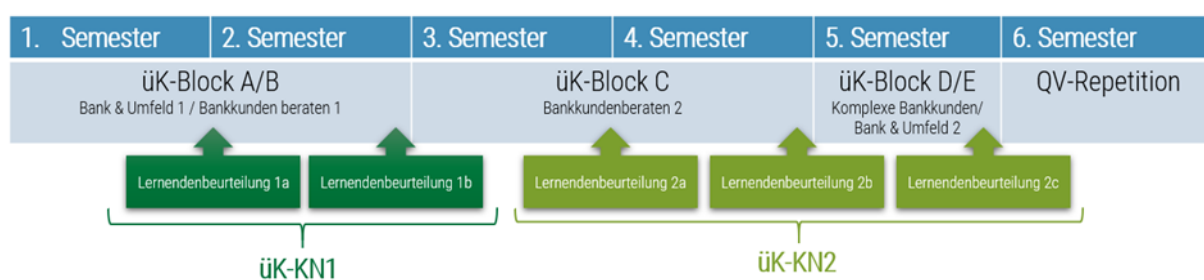 1. Semester
2. Semester
3. Semester
4. Semester
5. Semester
6. Semester
üK-Block A/B
Bank & Umfeld 1 / Bankkunden beraten 1
üK-Block C
Bankkundenberaten 2
üK-Block D/E
Komplexe Bankkunden/
Bank & Umfeld 2
QV-Repetition
Lernendenbeurteilung 1a
Lernendenbeurteilung 1b
Lernendenbeurteilung 2a
Lernendenbeurteilung 2b
Lernendenbeurteilung 2c
üK-KN1
üK-KN2